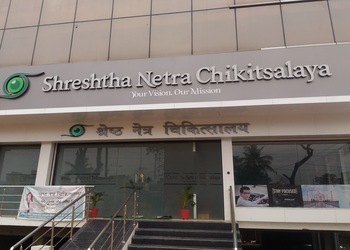 Shreshtha Netra Chikitsalaya
Your Vision. Our Mission
श्रेष्ठ नेत्र चिकित्सालय